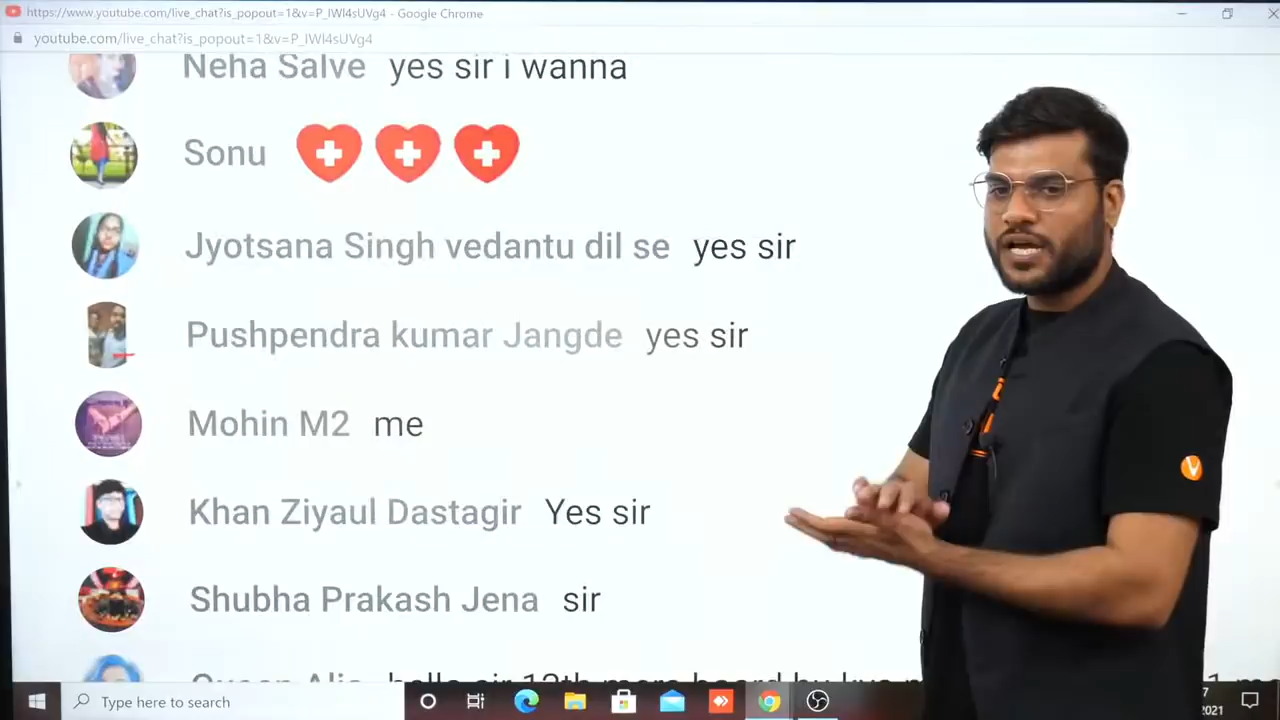 https://www.youtube.com/live_chat?is_popout=1&v=P_IWl4sUVg4 - Google Chrome
youtube.com/live_chat?is_popout=1&v=P_IWl4sUVg4
Neha Salve yes sir i wanna
Sonu
Jyotsana Singh vedantu dil se yes sir
Pushpendra kumar Jangde yes sir
Mohin M2 me
Khan Ziyaul Dastagir Yes sir
Shubha Prakash Jena sir
Type here to search
2021